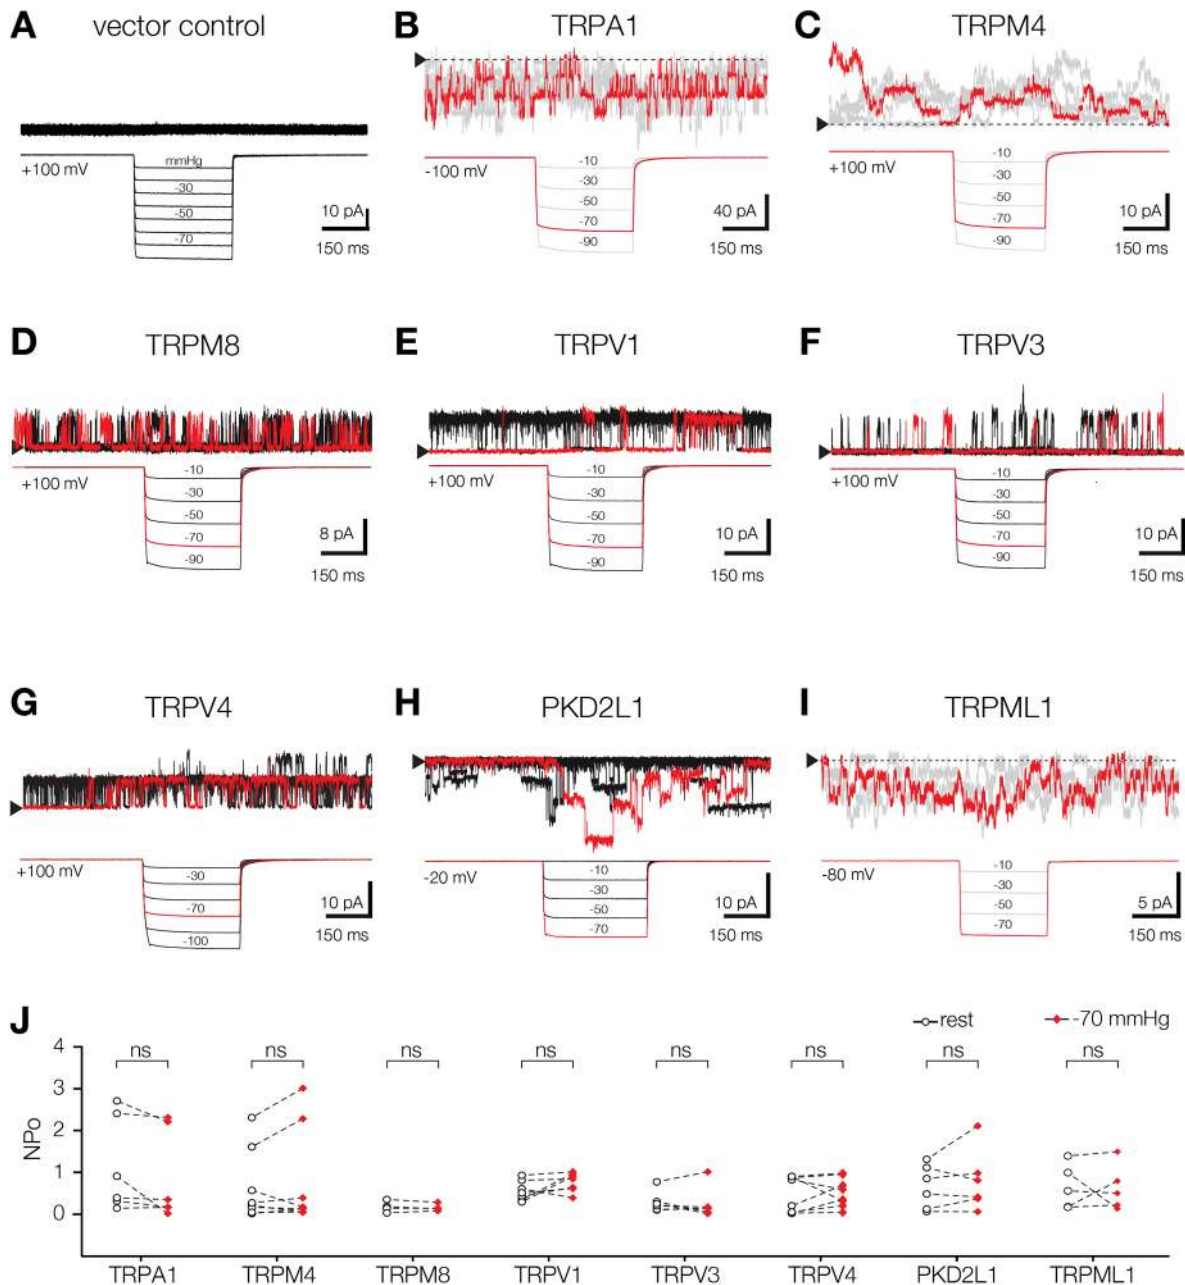 A vector control
mmHg
+100 mV
-30
-50
-70
10 pA
150 ms
B TRPA1
-100 mV
-10
-30
-50
-70
-90
40 pA
150 ms
C TRPM4
+100 mV
-10
-30
-50
-70
-90
10 pA
150 ms
D TRPM8
+100 mV
-10
-30
-50
-70
-90
8 pA
150 ms
E TRPV1
+100 mV
-10
-30
-50
-70
-90
10 pA
150 ms
F TRPV3
+100 mV
-10
-30
-50
-70
-90
10 pA
150 ms
G TRPV4
+100 mV
-30
-70
-100
10 pA
150 ms
H PKD2L1
-20 mV
-10
-30
-50
-70
10 pA
150 ms
I TRPML1
-80 mV
-10
-30
-50
-70
5 pA
150 ms
J
rest -70 mmHg
ns ns ns ns ns ns ns ns
NPo
4
3
2
1
0
TRPA1 TRPM4 TRPM8 TRPV1 TRPV3 TRPV4 PKD2L1 TRPML1